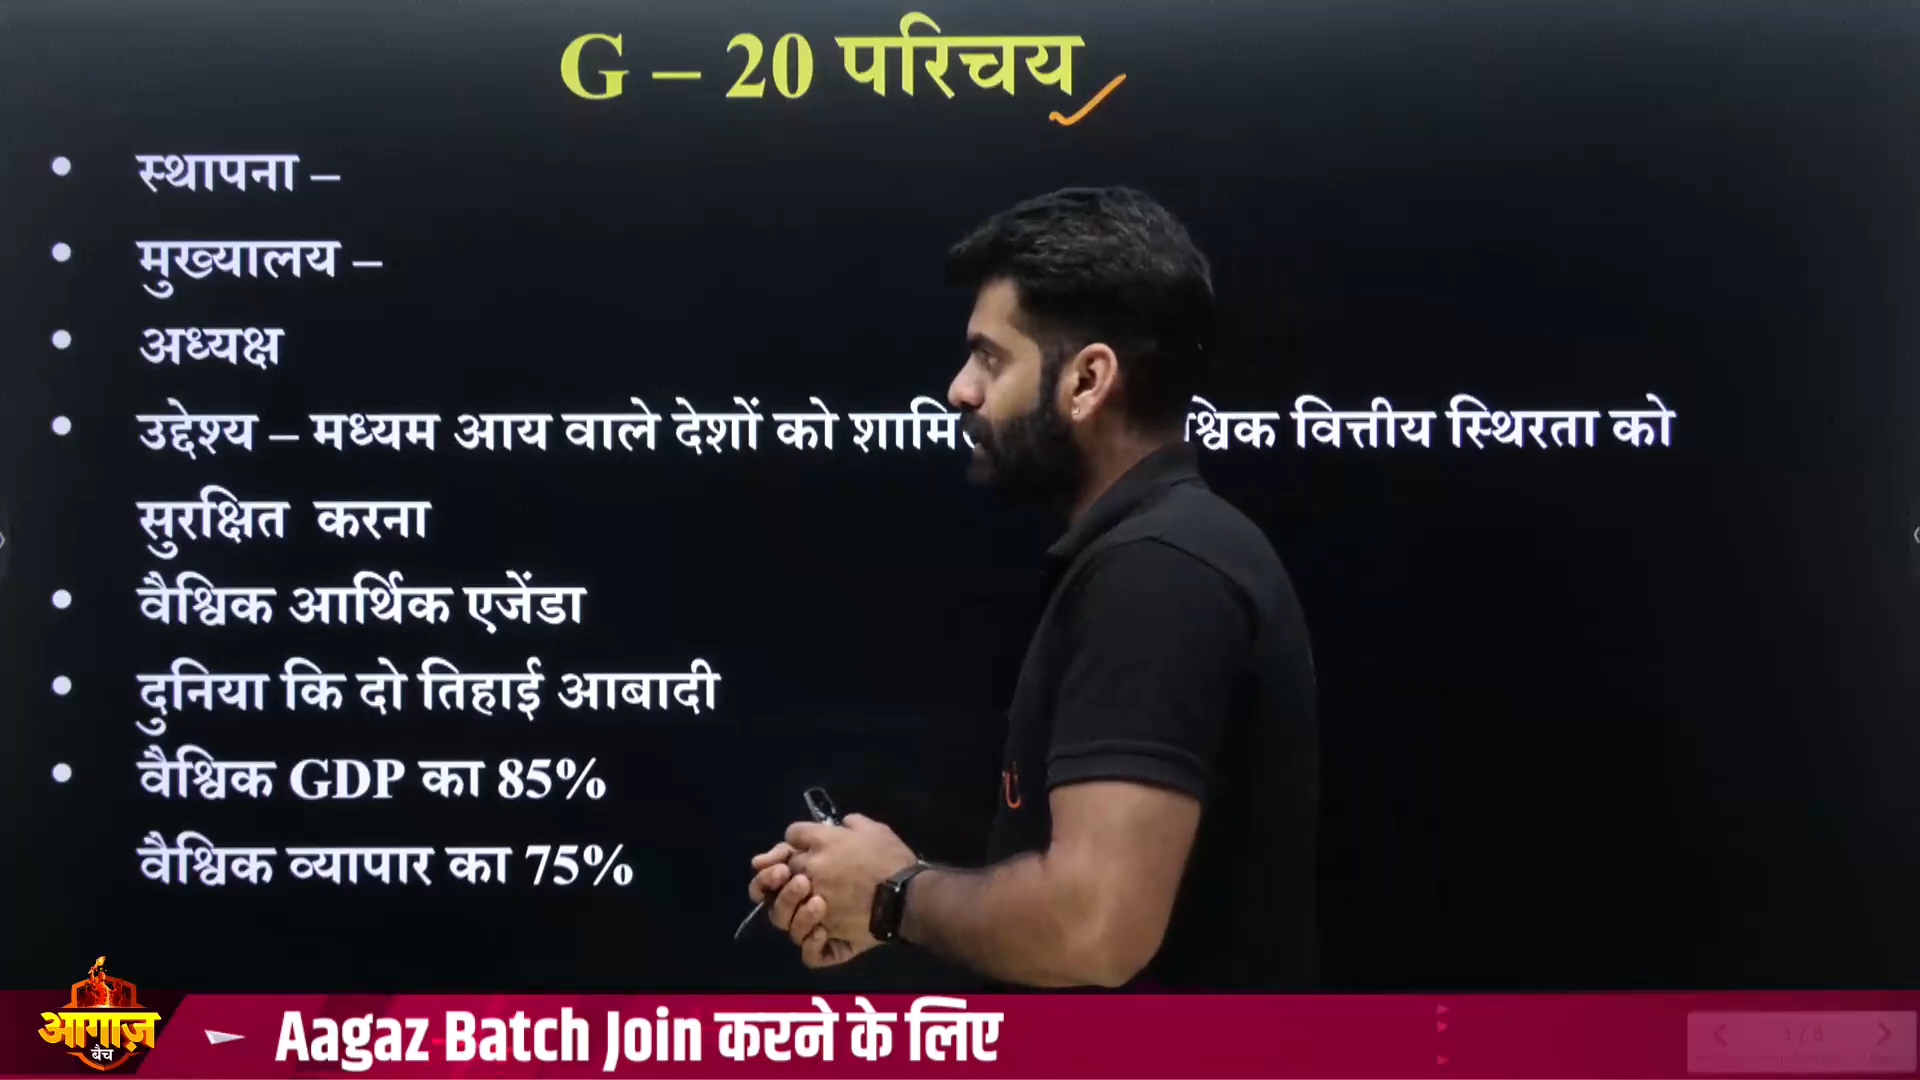 G – 20 परिचय
• स्थापना –
• मुख्यालय –
• अध्यक्ष
• उद्देश्य – मध्यम आय वाले देशों को वित्तीय स्थिरता को
सुरक्षित करना
• वैश्विक आर्थिक एजेंडा
• दुनिया कि दो तिहाई आबादी
• वैश्विक GDP का 85%
वैश्विक व्यापार का 75%
आगाज़
बैच
Aagaz Batch Join करने के लिए